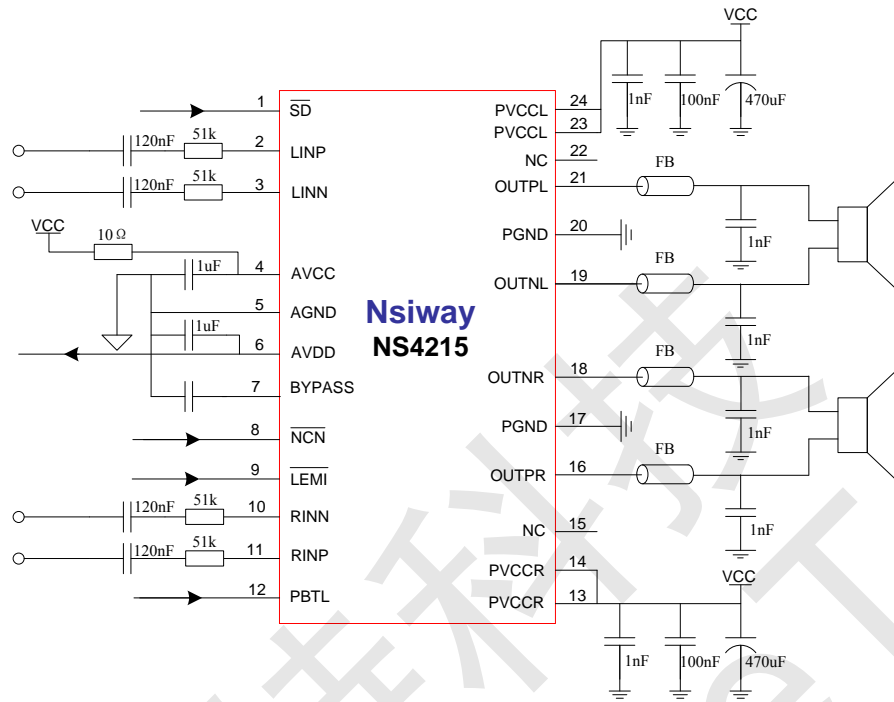 VCC
1nF
100nF
470uF
1
SD
120nF
51k
2
LINP
120nF
51k
3
LINN
VCC
10Ω
1uF
4
AVCC
5
AGND
1uF
6
AVDD
7
BYPASS
8
NCN
9
LEMI
120nF
51k
10
RINN
120nF
51k
11
RINP
12
PBTL
Nsiway
NS4215
PVCCL
24
PVCCL
23
NC
22
OUTPL
21
FB
1nF
PGND
20
OUTNL
19
FB
1nF
OUTNR
18
FB
1nF
PGND
17
OUTPR
16
FB
1nF
NC
15
PVCCR
14
PVCCR
13
VCC
1nF
100nF
470uF
科技